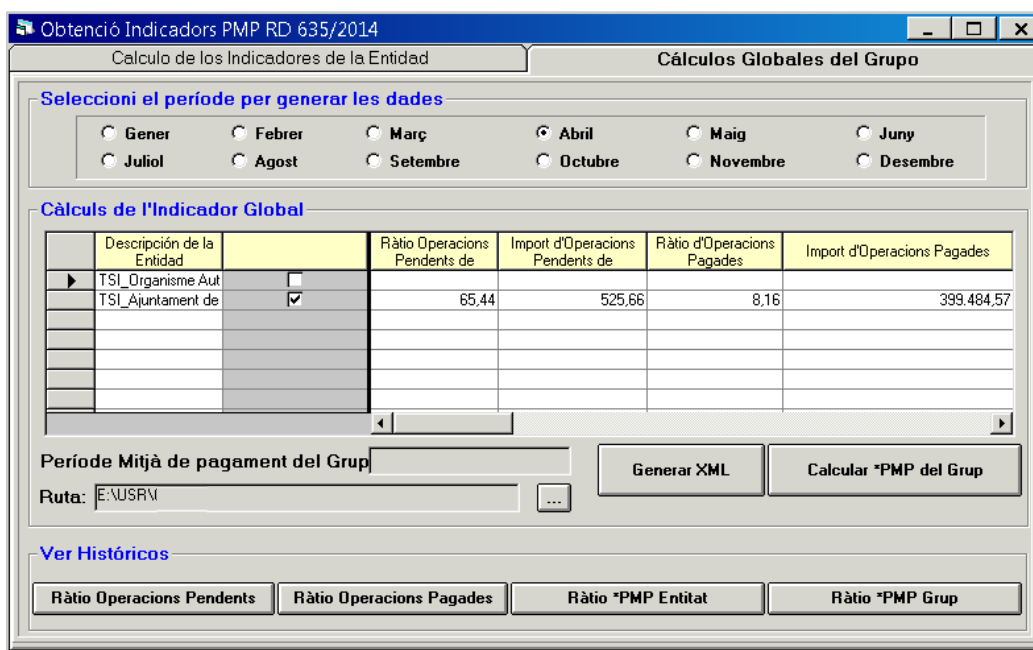 Obtenció Indicadors PMP RD 635/2014
Calculo de los Indicadores de la Entidad
Cálculos Globales del Grupo
Seleccioni el període per generar les dades
Gener Febrer Març Abril Maig Juny
Juliol Agost Setembre Octubre Novembre Desembre
Càlculs de l'Indicador Global
Descripción de la Entidad
Ràtio Operacions Pendents de
Import d'Operacions Pendents de
Ràtio d'Operacions Pagades
Import d'Operacions Pagades
TSI_Organisme Aut
TSI_Ajuntament de 65,44 525,66 8,16 399.484,57
Període Mitjà de pagament del Grup
Generar XML
Calcular *PMP del Grup
Ruta: E:\USR\
...
Ver Históricos
Ràtio Operacions Pendents
Ràtio Operacions Pagades
Ràtio *PMP Entitat
Ràtio *PMP Grup